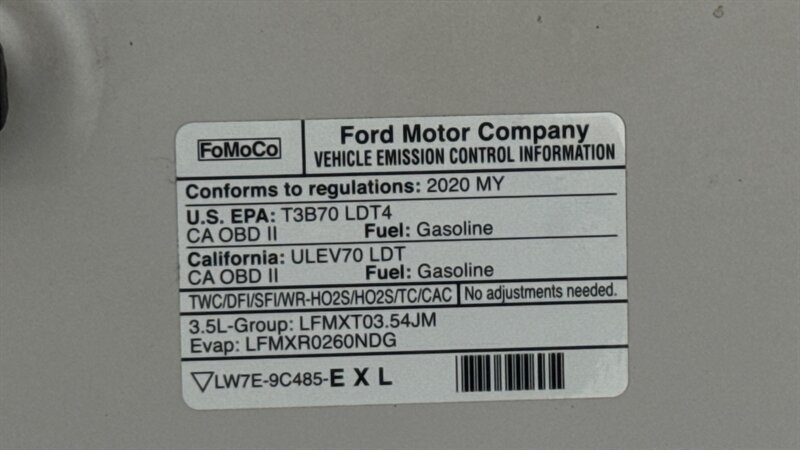 FoMoCo
Ford Motor Company
VEHICLE EMISSION CONTROL INFORMATION
Conforms to regulations: 2020 MY
U.S. EPA: T3B70 LDT4
CA OBD II Fuel: Gasoline
California: ULEV70 LDT
CA OBD II Fuel: Gasoline
TWC/DFI/SFI/WR-HO2S/HO2S/TC/CAC No adjustments needed.
3.5L-Group: LFMXT03.54JM
Evap: LFMXR0260NDG
LW7E-9C485-E X L